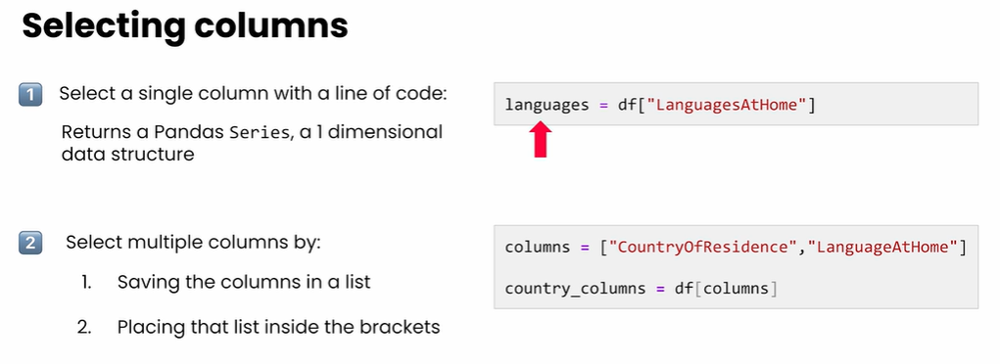 Selecting columns
1 Select a single column with a line of code:
Returns a Pandas Series, a 1 dimensional
data structure
languages = df["LanguagesAtHome"]
2 Select multiple columns by:
1. Saving the columns in a list
2. Placing that list inside the brackets
columns = ["CountryOfResidence","LanguageAtHome"]
country_columns = df[columns]